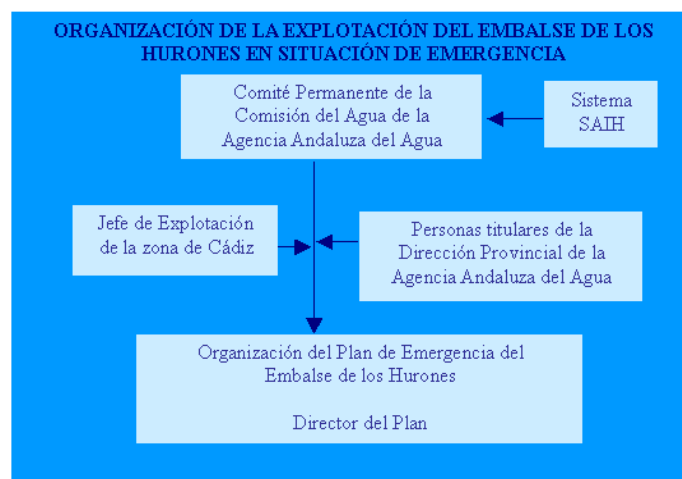 ORGANIZACIÓN DE LA EXPLOTACIÓN DEL EMBALSE DE LOS
HURONES EN SITUACIÓN DE EMERGENCIA
Comité Permanente de la
Comisión del Agua de la
Agencia Andaluza del Agua
Sistema
SAIH
Jefe de Explotación
de la zona de Cádiz
Personas titulares de la
Dirección Provincial de la
Agencia Andaluza del Agua
Organización del Plan de Emergencia del
Embalse de los Hurones
Director del Plan